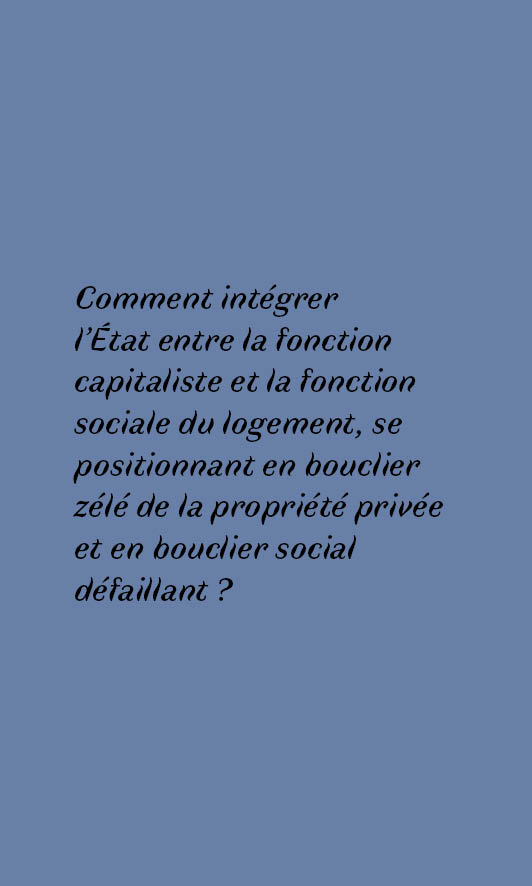 Comment intégrer
l’État entre la fonction
capitaliste et la fonction
sociale du logement, se
positionnant en bouclier
zélé de la propriété privée
et en bouclier social
défaillant ?